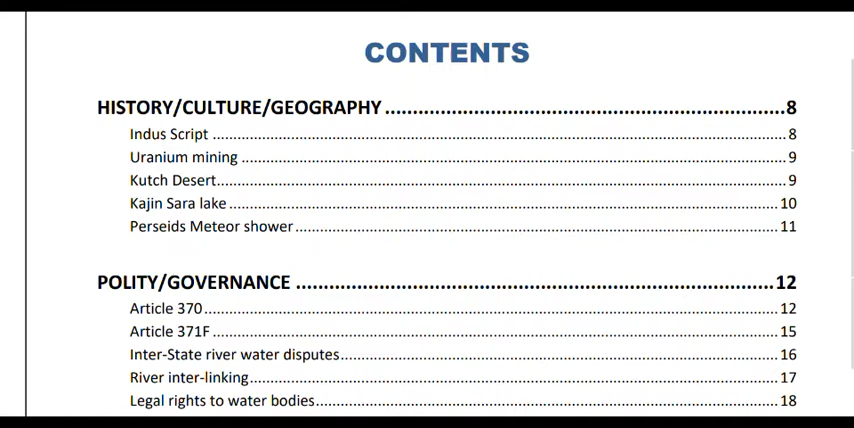 CONTENTS
HISTORY/CULTURE/GEOGRAPHY ........................................................................8
Indus Script ........................................................................................................8
Uranium mining ..................................................................................................9
Kutch Desert.......................................................................................................9
Kajin Sara lake ..................................................................................................10
Perseids Meteor shower ....................................................................................11
POLITY/GOVERNANCE .....................................................................................12
Article 370.........................................................................................................12
Article 371F .......................................................................................................15
Inter-State river water disputes..........................................................................16
River inter-linking...............................................................................................17
Legal rights to water bodies................................................................................18